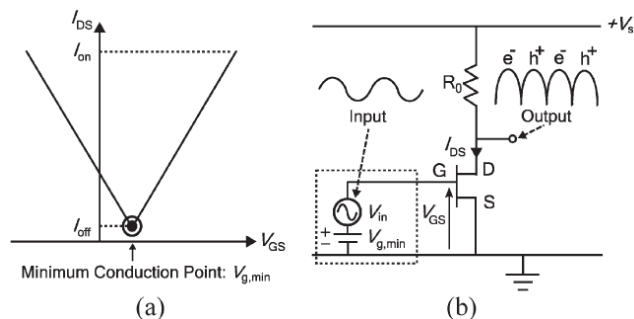 I_DS
I_on
I_off
V_GS
Minimum Conduction Point: V_g,min
(a)
+V_s
e⁻ h⁺ e⁻ h⁺
R_0
Input
Output
I_DS
G D
S
V_in
V_GS
+
−
V_g,min
(b)